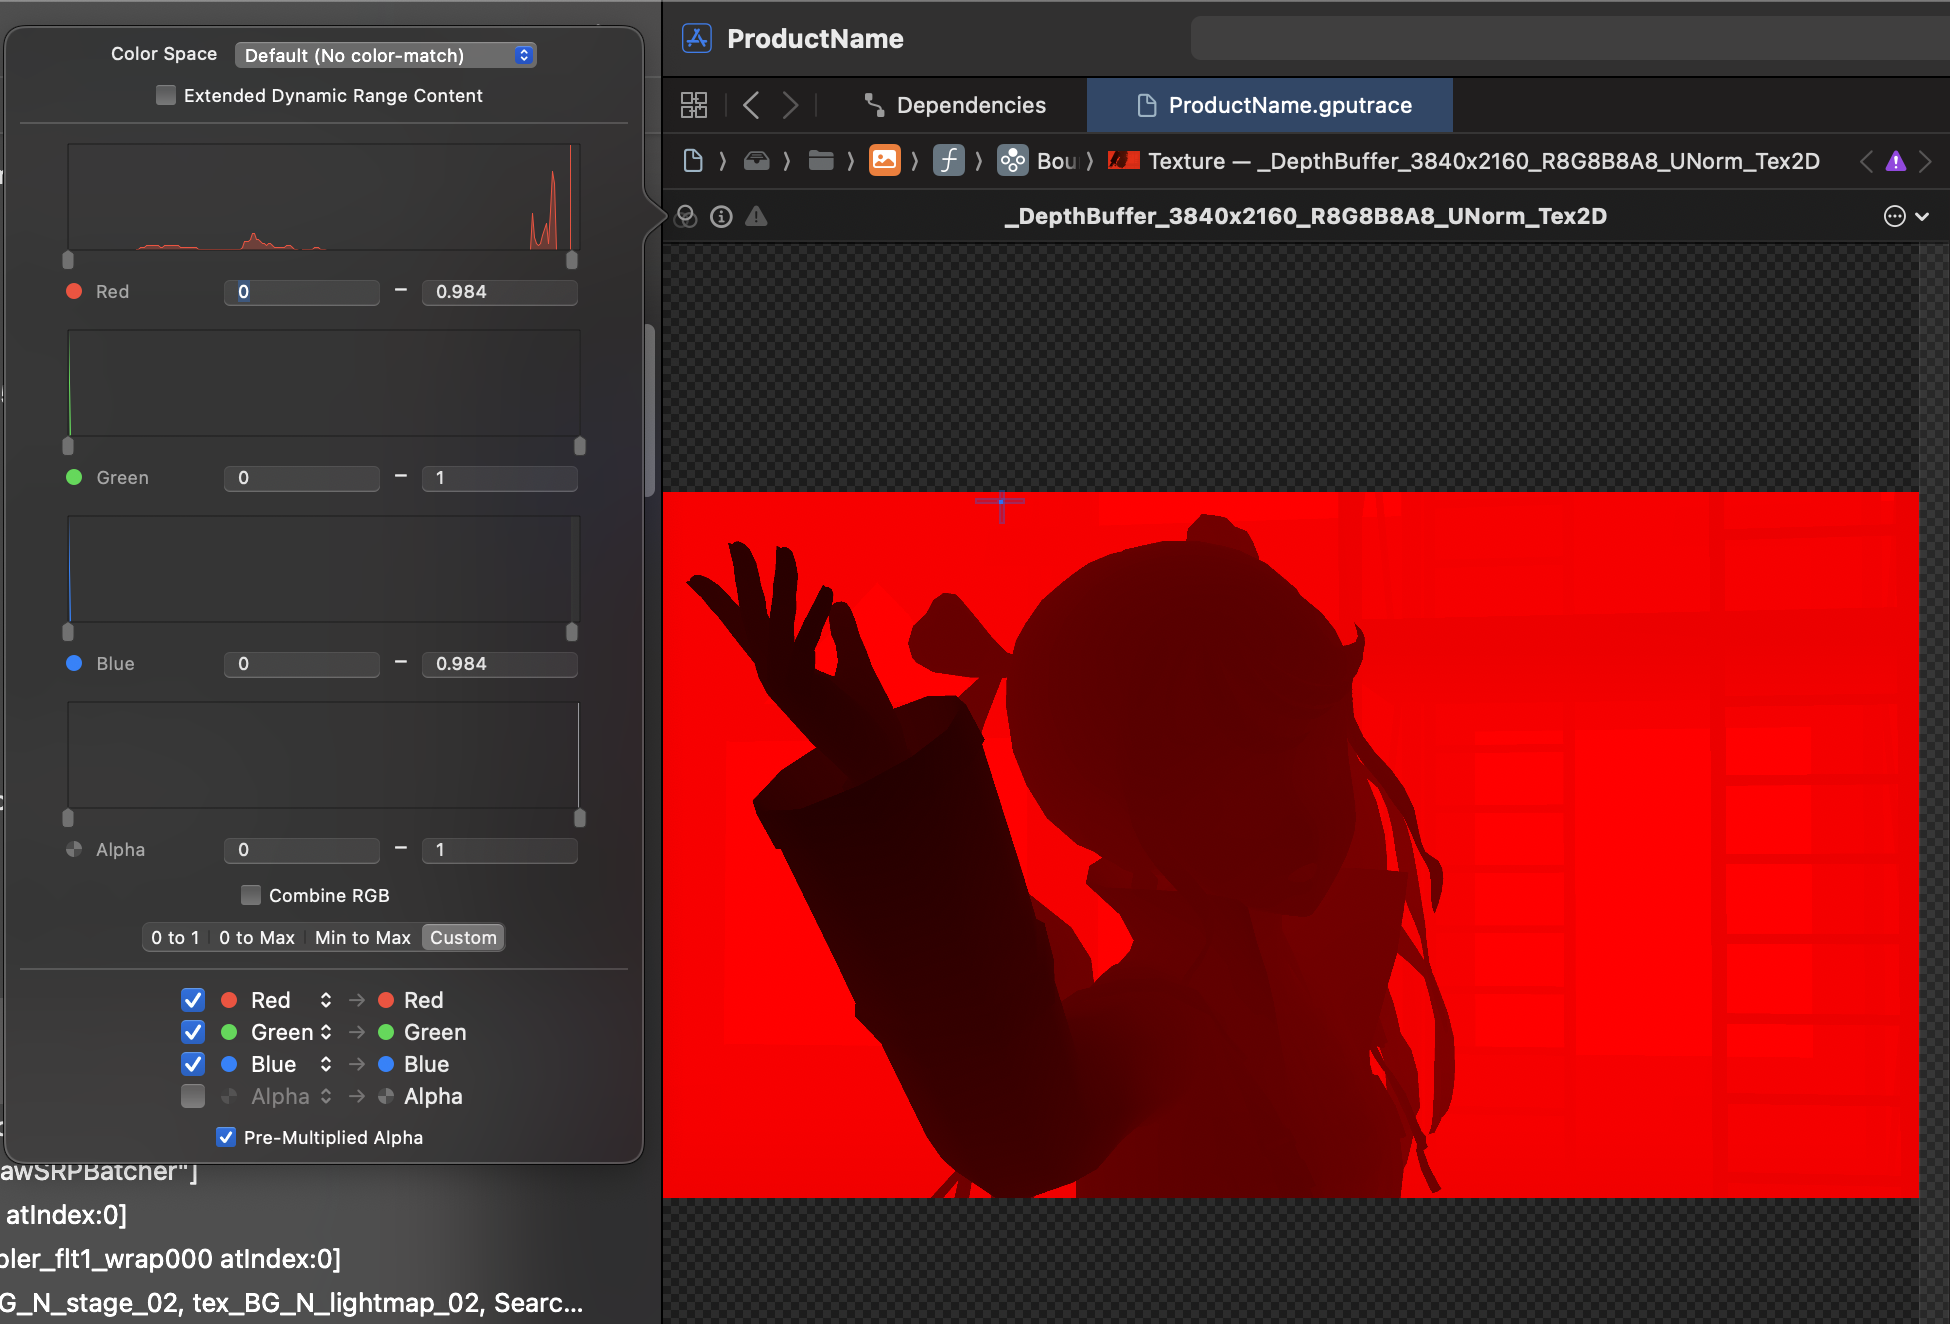 Color Space Default (No color-match)
Extended Dynamic Range Content
Red 0 – 0.984
Green 0 – 1
Blue 0 – 0.984
Alpha 0 – 1
Combine RGB
0 to 1 0 to Max Min to Max Custom
Red → Red
Green → Green
Blue → Blue
Alpha → Alpha
Pre-Multiplied Alpha
awSRPBatcher"]
atIndex:0]
oler_flt1_wrap000 atIndex:0]
G_N_stage_02, tex_BG_N_lightmap_02, Searc...
ProductName
Dependencies ProductName.gputrace
Bou Texture — _DepthBuffer_3840x2160_R8G8B8A8_UNorm_Tex2D
_DepthBuffer_3840x2160_R8G8B8A8_UNorm_Tex2D